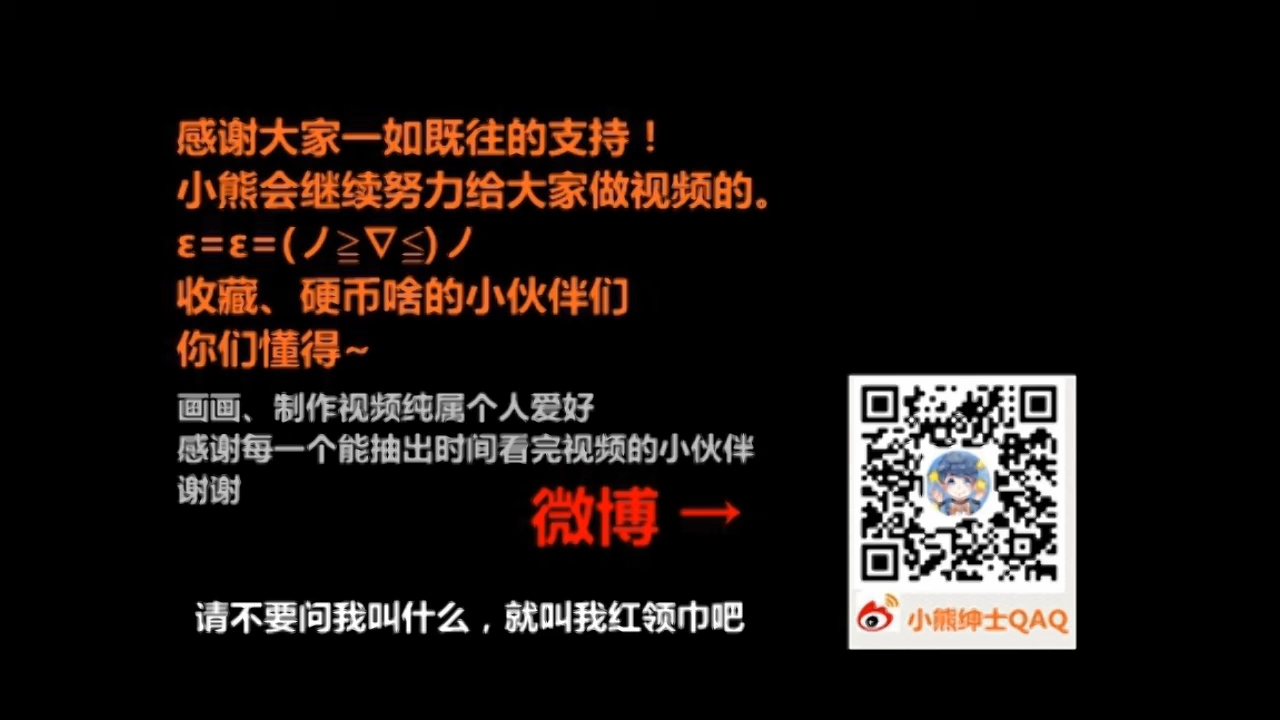 感谢大家一如既往的支持！
小熊会继续努力给大家做视频的。
ε=ε=(ノ≧∇≦)ノ
收藏、硬币啥的小伙伴们
你们懂得~
画画、制作视频纯属个人爱好
感谢每一个能抽出时间看完视频的小伙伴
谢谢
微博 →
请不要问我叫什么，就叫我红领巾吧
小熊绅士QAQ